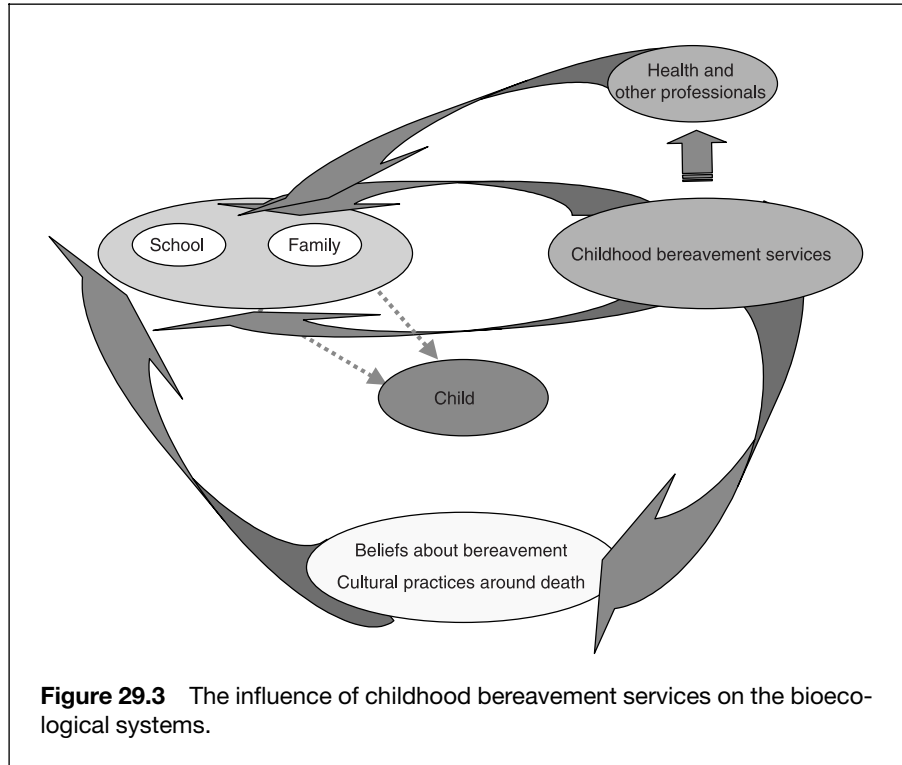 Health and
other professionals
School
Family
Childhood bereavement services
Child
Beliefs about bereavement
Cultural practices around death
Figure 29.3 The influence of childhood bereavement services on the bioeco-
logical systems.